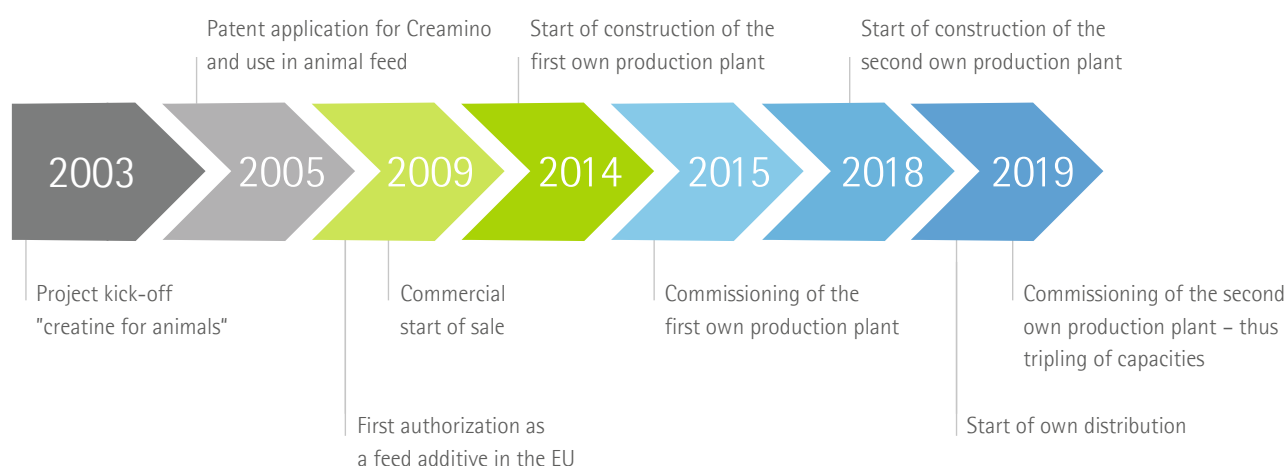 Patent application for Creamino
and use in animal feed
Start of construction of the
first own production plant
Start of construction of the
second own production plant
2003
2005
2009
2014
2015
2018
2019
Project kick-off
"creatine for animals“
Commercial
start of sale
Commissioning of the
first own production plant
Commissioning of the second
own production plant – thus
tripling of capacities
First authorization as
a feed additive in the EU
Start of own distribution